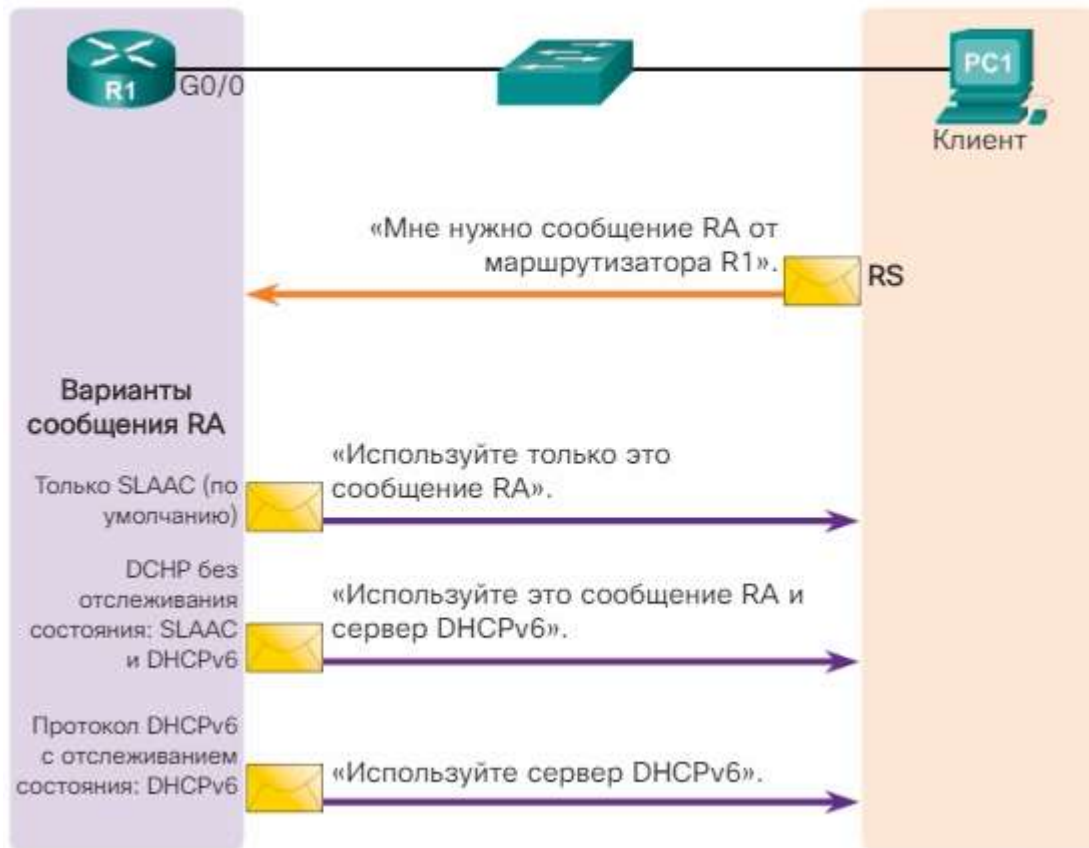 R1
G0/0
PC1
Клиент
«Мне нужно сообщение RA от
маршрутизатора R1».
RS
Варианты
сообщения RA
Только SLAAC (по
умолчанию)
«Используйте только это
сообщение RA».
DCHP без
отслеживания
состояния: SLAAC
и DHCPv6
«Используйте это сообщение RA и
сервер DHCPv6».
Протокол DHCPv6
с отслеживанием
состояния: DHCPv6
«Используйте сервер DHCPv6».